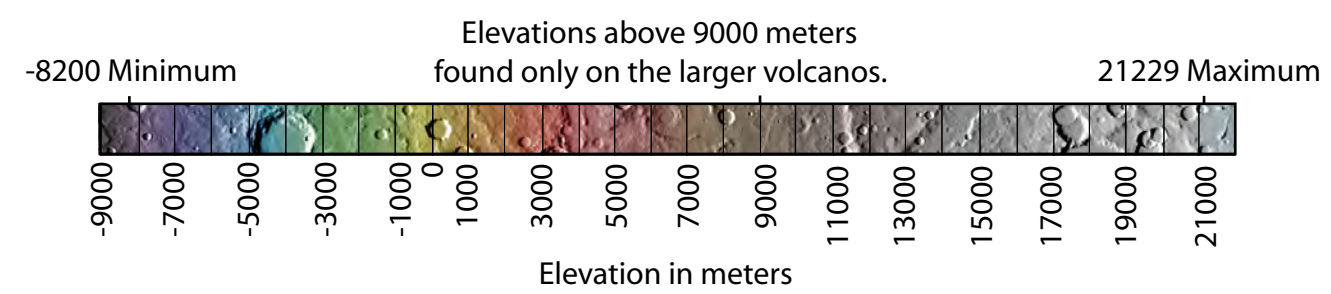 Elevations above 9000 meters
-8200 Minimum found only on the larger volcanos. 21229 Maximum
-9000 -7000 -5000 -3000 -1000 0 1000 3000 5000 7000 9000 11000 13000 15000 17000 19000 21000
Elevation in meters